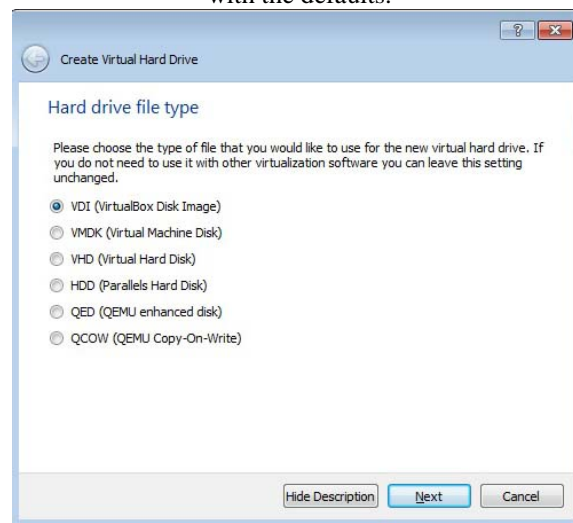 with the defaults.
Create Virtual Hard Drive
Hard drive file type
Please choose the type of file that you would like to use for the new virtual hard drive. If
you do not need to use it with other virtualization software you can leave this setting
unchanged.
VDI (VirtualBox Disk Image)
VMDK (Virtual Machine Disk)
VHD (Virtual Hard Disk)
HDD (Parallels Hard Disk)
QED (QEMU enhanced disk)
QCOW (QEMU Copy-On-Write)
Hide Description Next Cancel